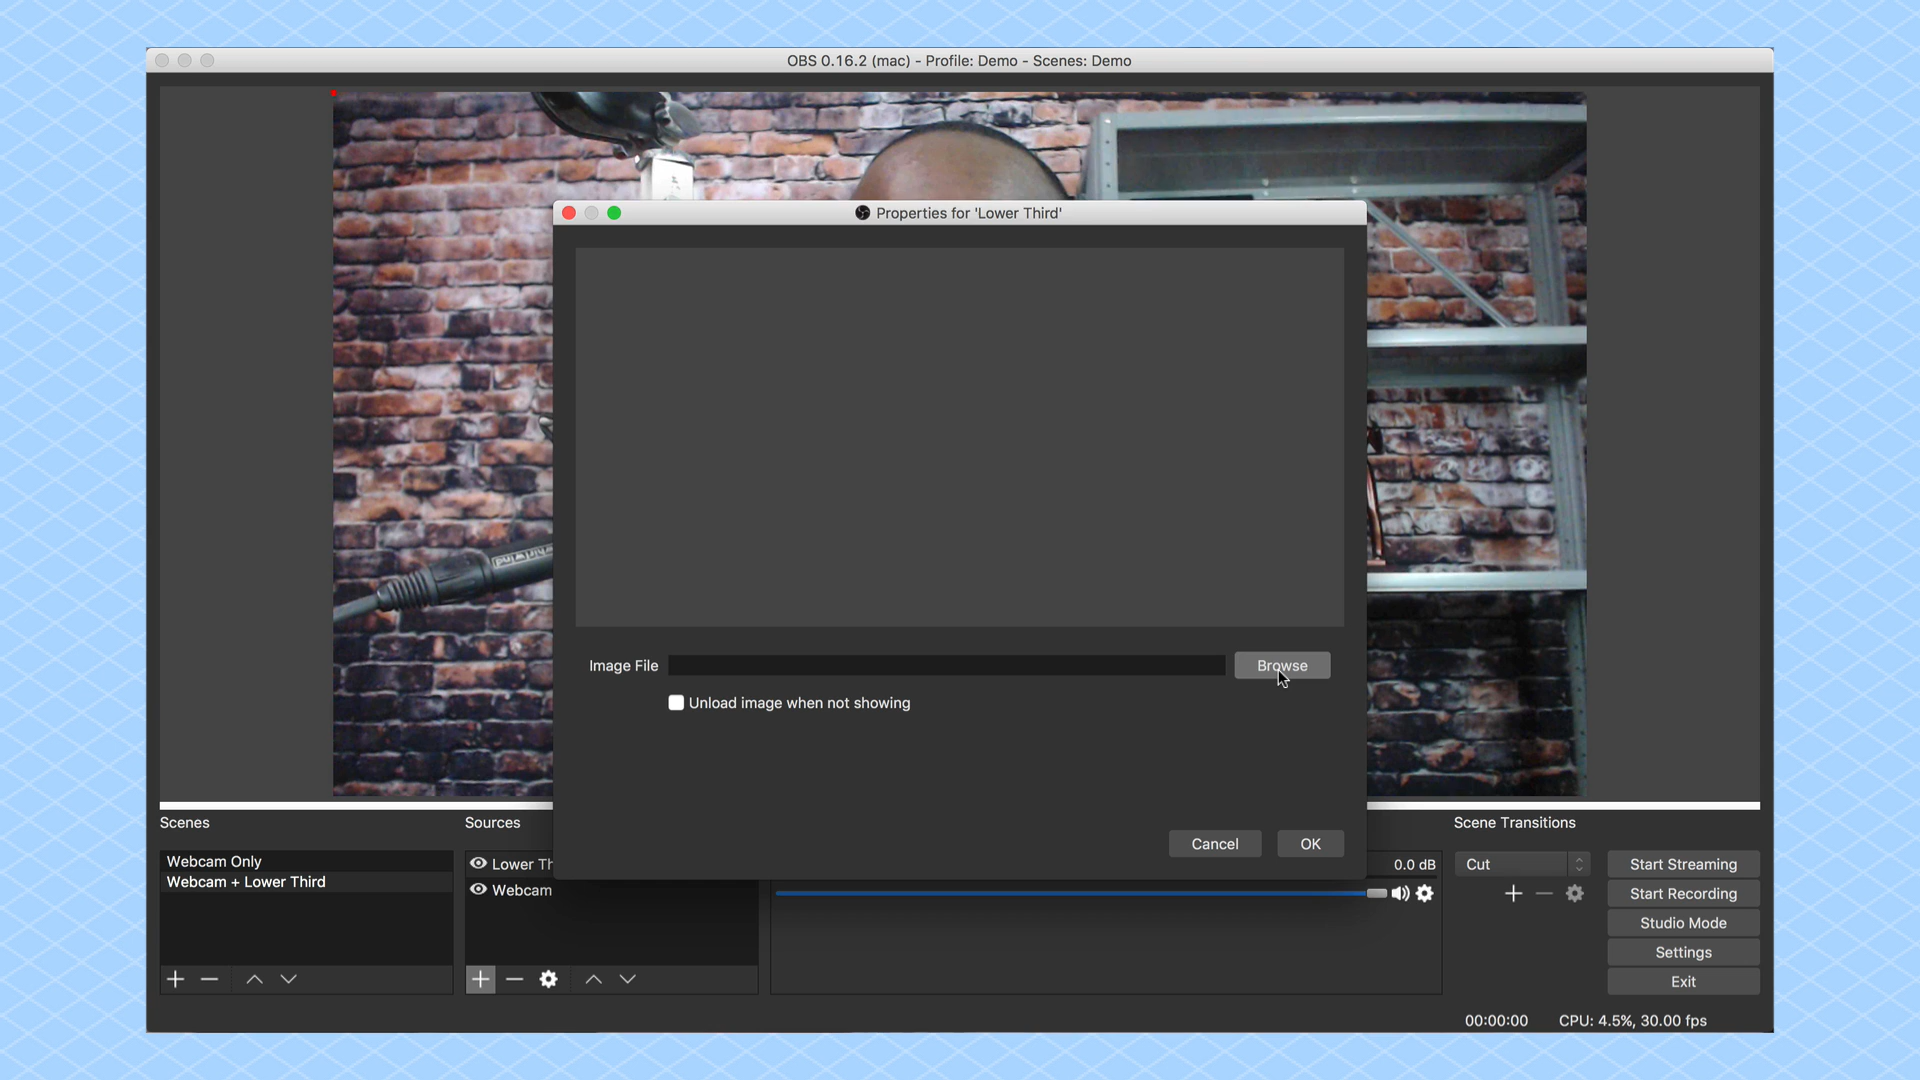 OBS 0.16.2 (mac) - Profile: Demo - Scenes: Demo
Properties for 'Lower Third'
whirlwind
Image File
Browse
Unload image when not showing
Cancel
OK
Scenes
Sources
Scene Transitions
Webcam Only
Webcam + Lower Third
Lower Th
Webcam
0.0 dB
Cut
Start Streaming
Start Recording
Studio Mode
Settings
Exit
00:00:00
CPU: 4.5%, 30.00 fps